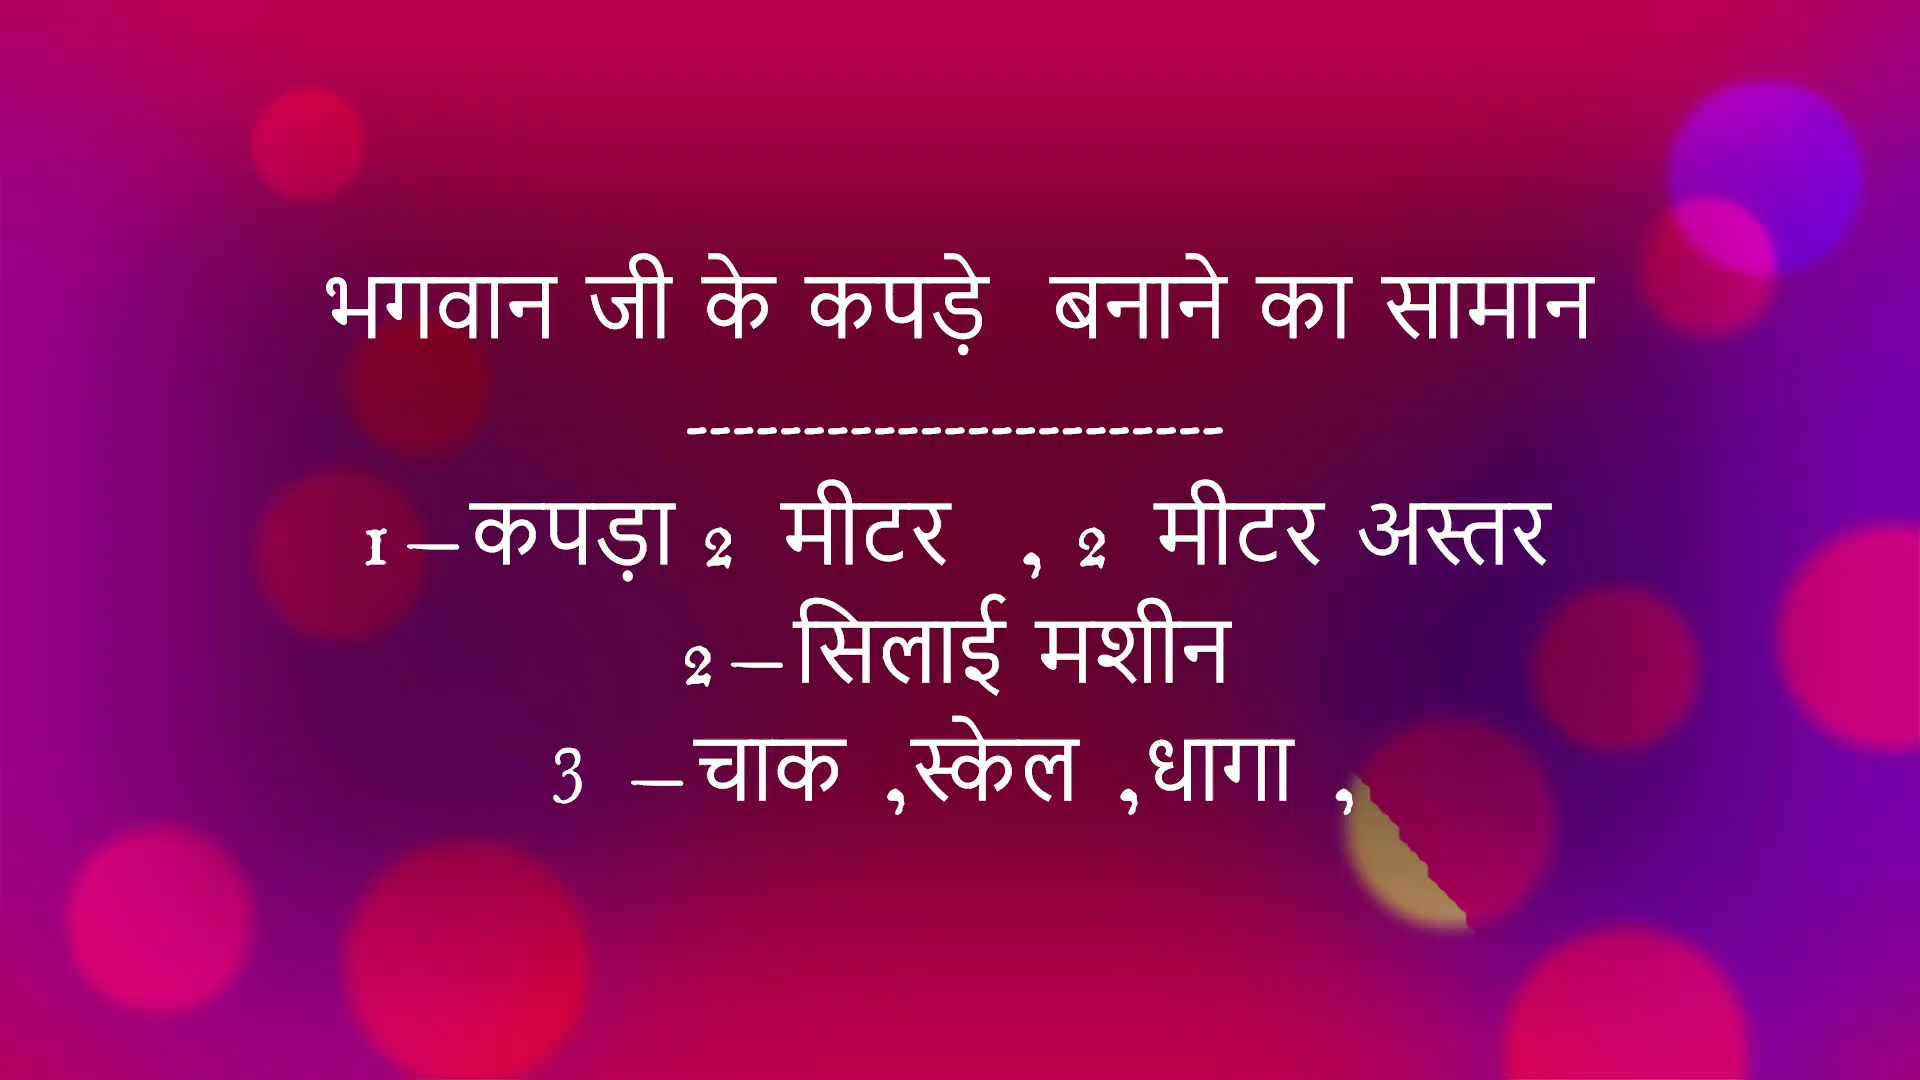 भगवान जी के कपड़े  बनाने का सामान
-----------------------
1–कपड़ा 2 मीटर  , 2 मीटर अस्तर
2–सिलाई मशीन
3 –चाक ,स्केल ,धागा ,